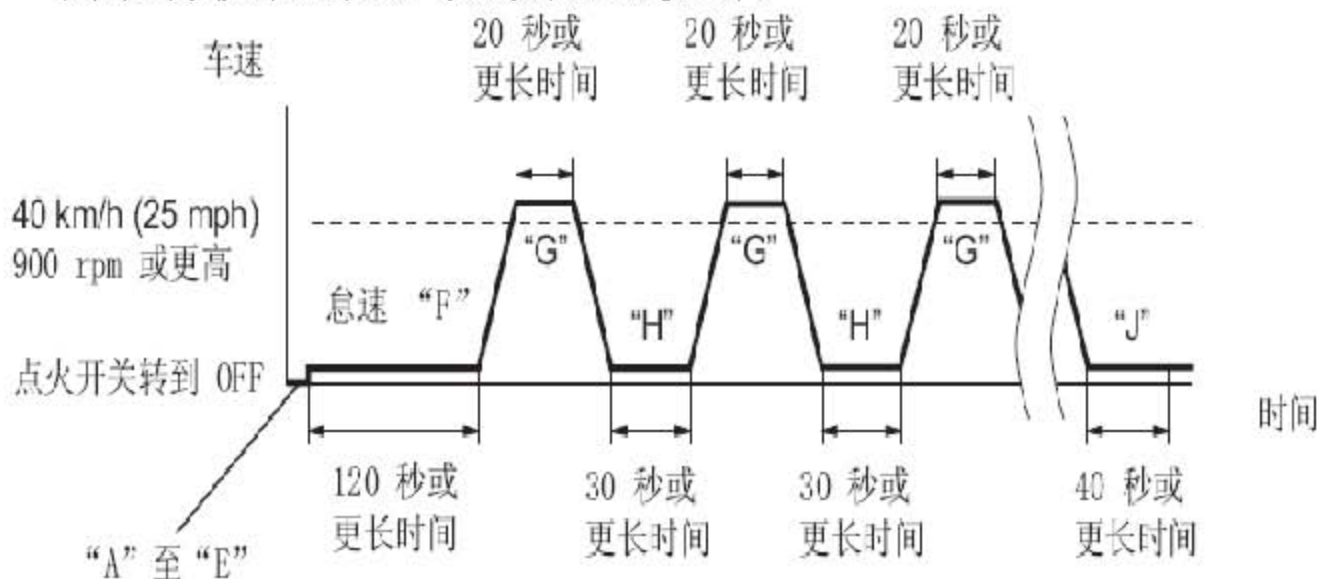 20 秒或
更长时间
20 秒或
更长时间
20 秒或
更长时间
车速
40 km/h (25 mph)
900 rpm 或更高
怠速 “F”
“G”
“H”
“G”
“H”
“G”
“J”
点火开关转到 OFF
时间
120 秒或
更长时间
30 秒或
更长时间
30 秒或
更长时间
40 秒或
更长时间
“A” 至 “E”